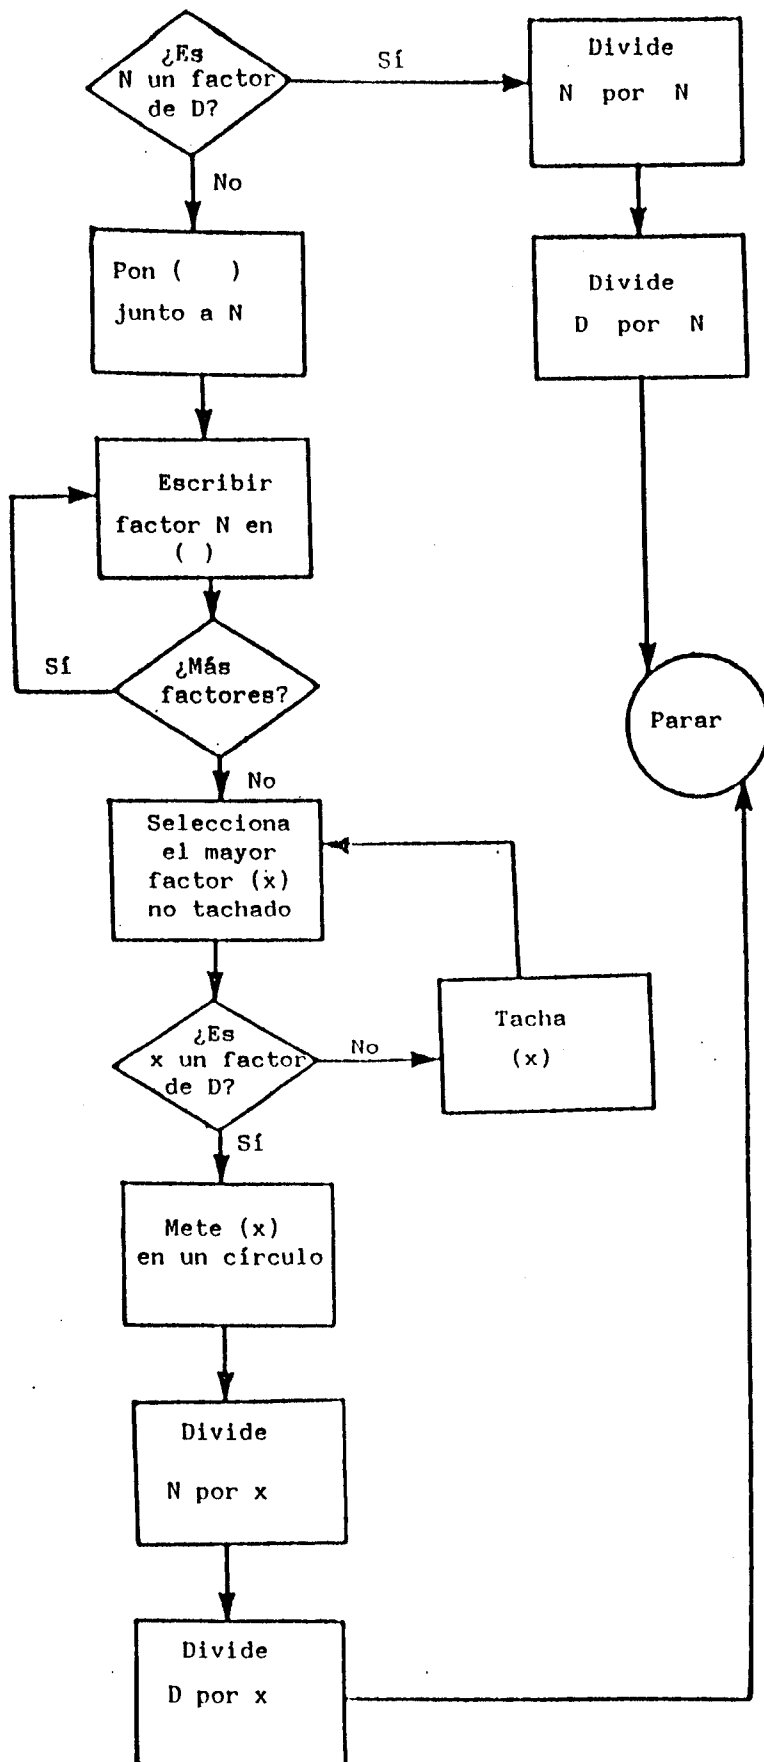 ¿Es
N un factor
de D?
Sí
Divide
N por N
No
Divide
D por N
Pon ( )
junto a N
Escribir
factor N en
( )
Sí
¿Más
factores?
Parar
No
Selecciona
el mayor
factor (x)
no tachado
¿Es
x un factor
de D?
No
Tacha
(x)
Sí
Mete (x)
en un círculo
Divide
N por x
Divide
D por x